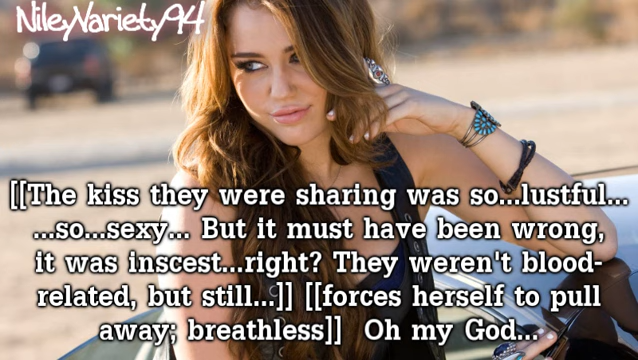 NileyVariety94
[[The kiss they were sharing was so...lustful...
...so...sexy... But it must have been wrong,
it was inscest...right? They weren't blood-
related, but still...]] [[forces herself to pull
away; breathless]] Oh my God...